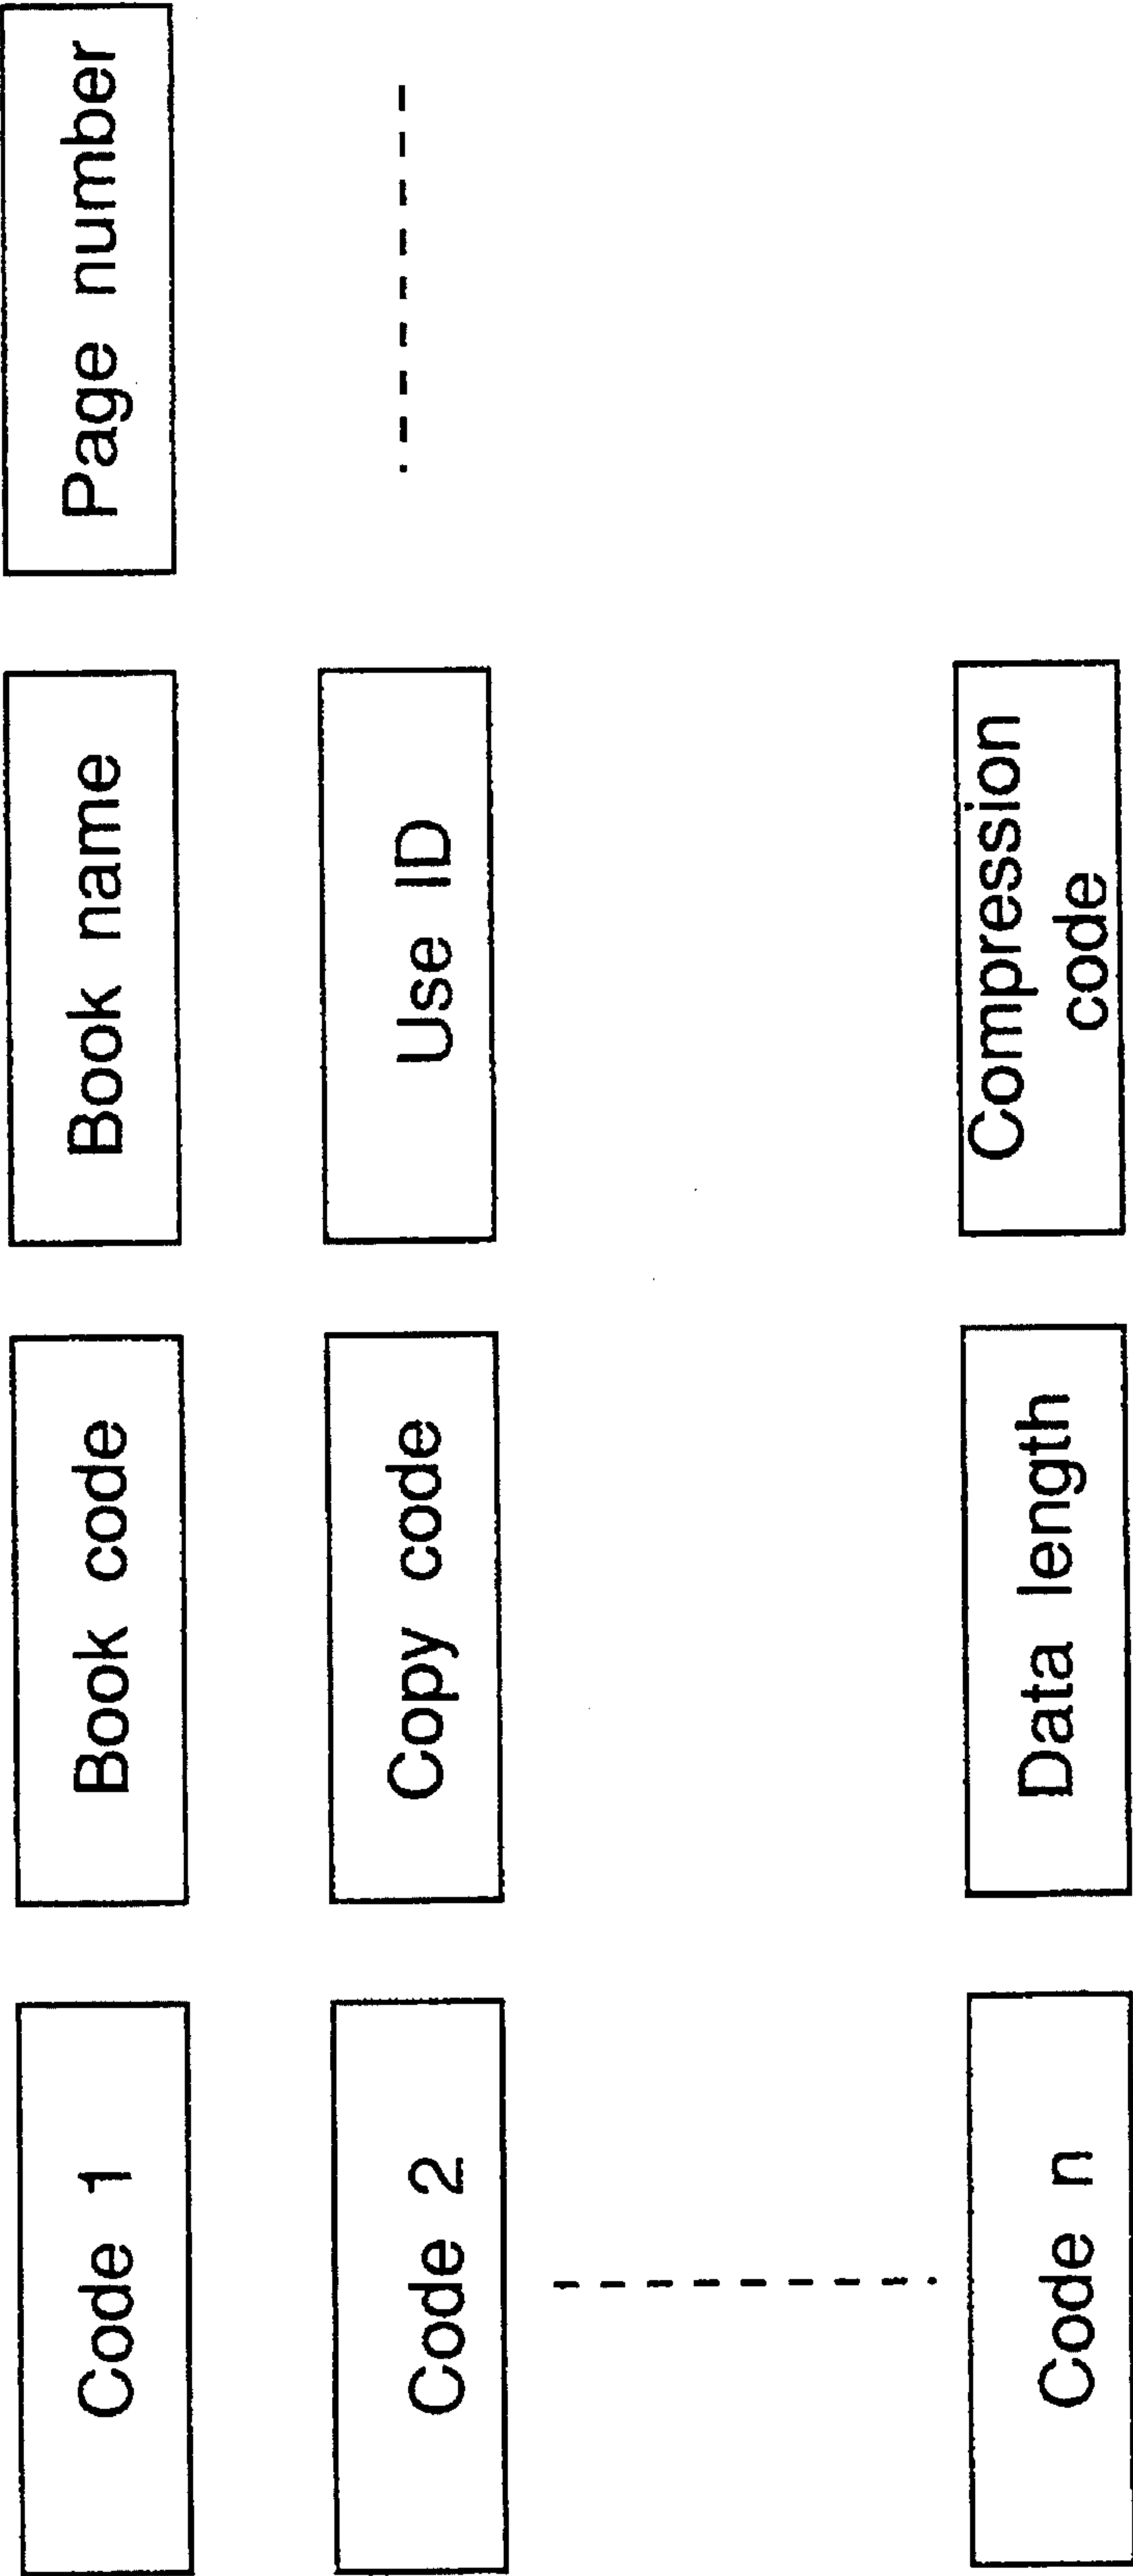 Code 1
Book code
Book name
Page number
Code 2
Copy code
Use ID
Code n
Data length
Compression
code